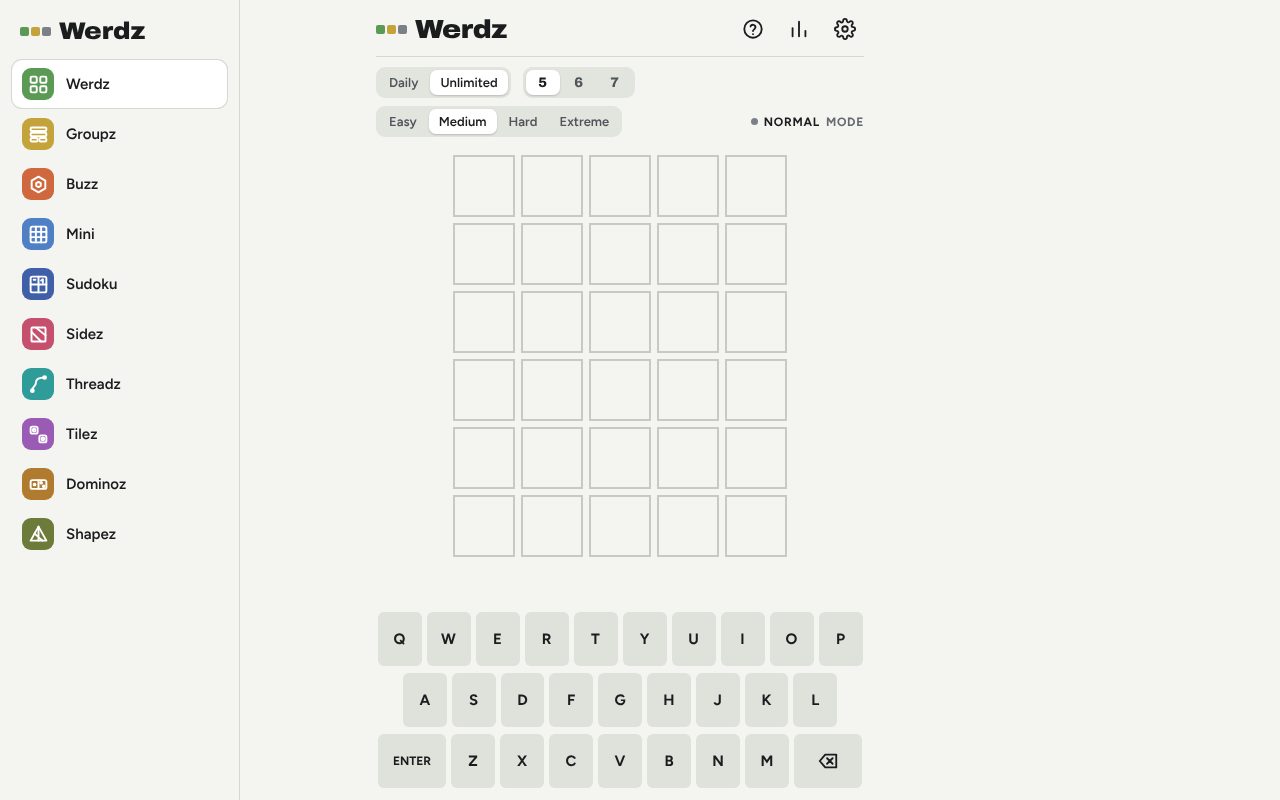 Werdz
Werdz
Groupz
Buzz
Mini
Sudoku
Sidez
Threadz
Tilez
Dominoz
Shapez
Werdz
Daily Unlimited 5 6 7
Easy Medium Hard Extreme NORMAL MODE
Q W E R T Y U I O P
A S D F G H J K L
ENTER Z X C V B N M